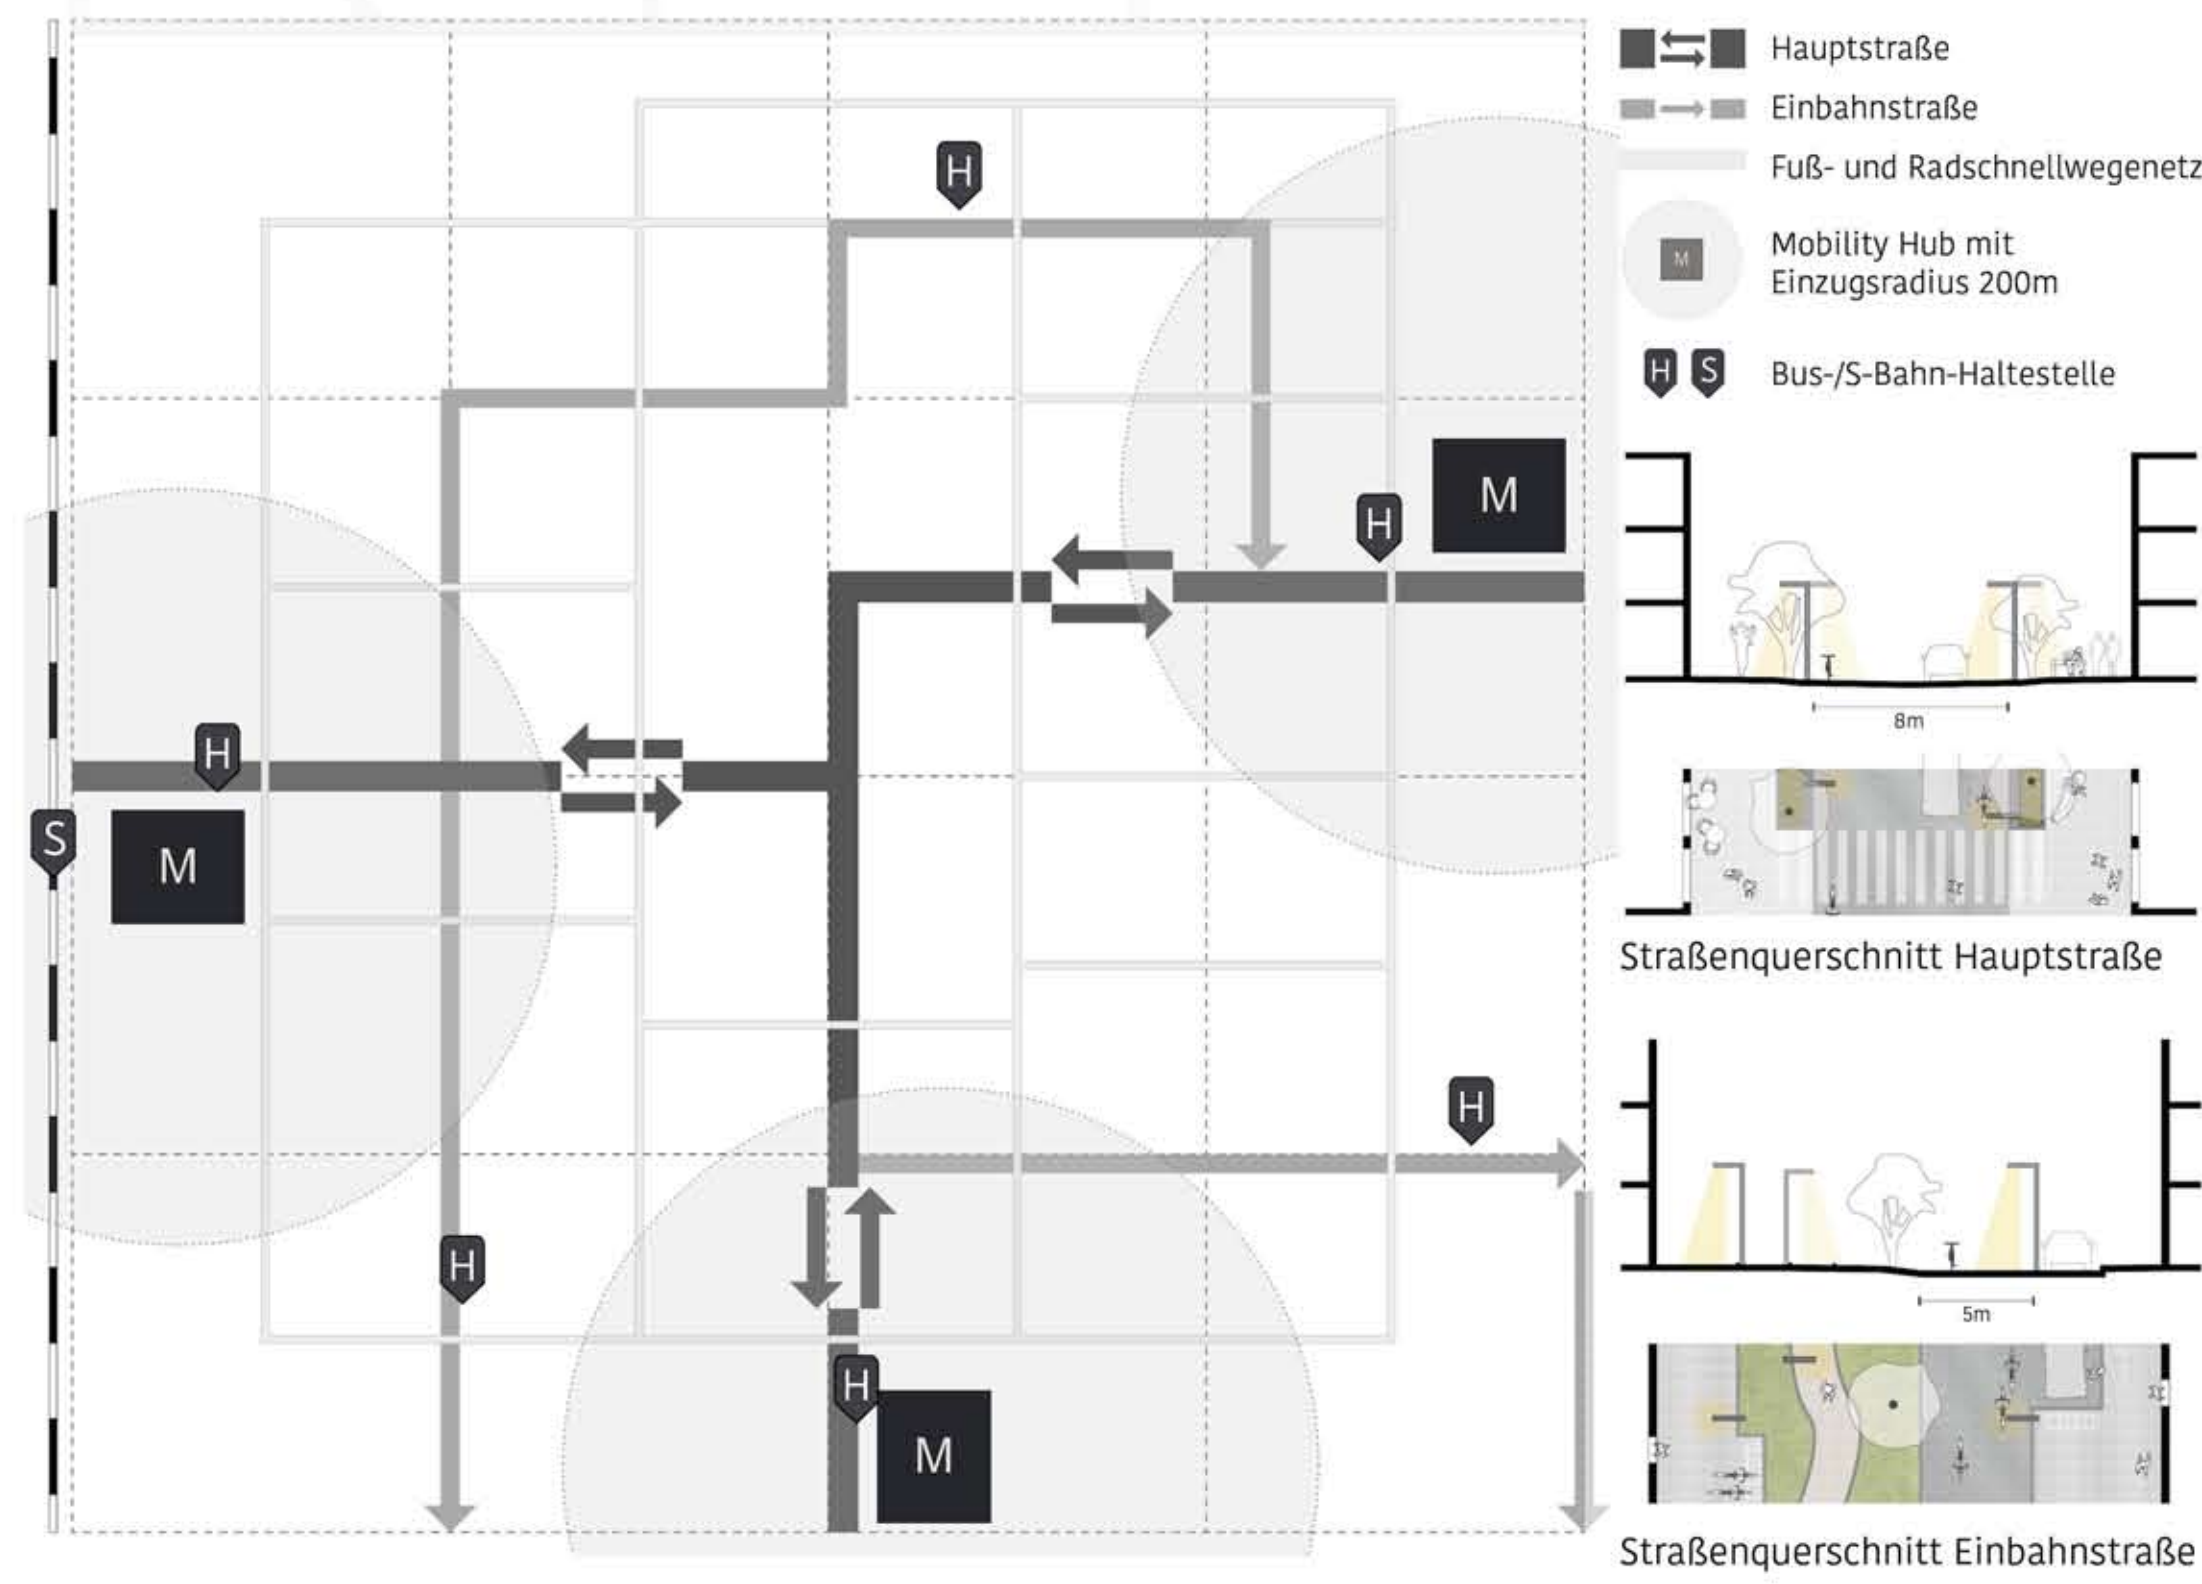 Hauptstraße
Einbahnstraße
Fuß- und Radschnellwegenetz
M
Mobility Hub mit
Einzugsradius 200m
H S
Bus-/S-Bahn-Haltestelle
H
M
H
H
S
M
8m
Straßenquerschnitt Hauptstraße
H
H
5m
H
M
Straßenquerschnitt Einbahnstraße